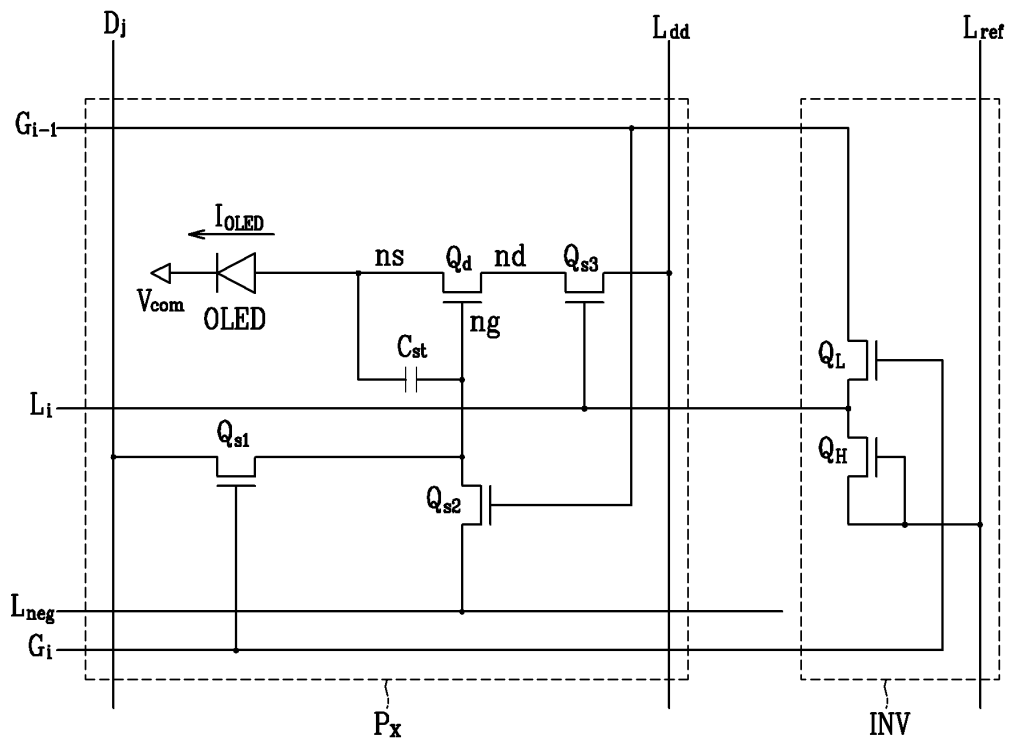 Dj Ldd Lref
Gi-1
IOLED
ns Qd nd Qs3
Vcom
OLED
ng
Cst
QL
Li
Qs1
QH
Qs2
Lneg
Gi
Px INV